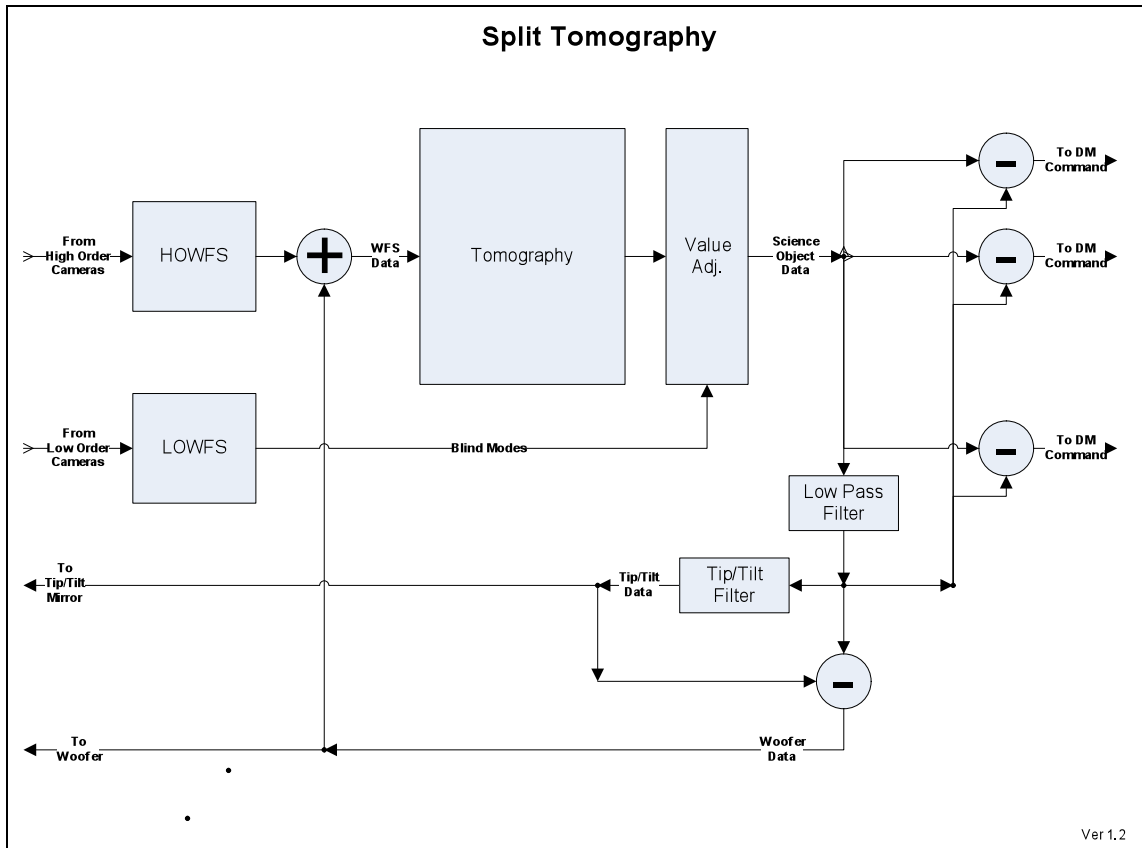 Split Tomography
To DM
Command
From
High Order
Cameras
HOWFS
+
WFS
Data
Tomography
Value
Adj.
Science
Object
Data
-
To DM
Command
-
To DM
Command
-
From
Low Order
Cameras
LOWFS
Blind Modes
Low Pass
Filter
To
Tip/Tilt
Mirror
Tip/Tilt
Data
Tip/Tilt
Filter
-
To
Woofer
Woofer
Data
Ver 1.2